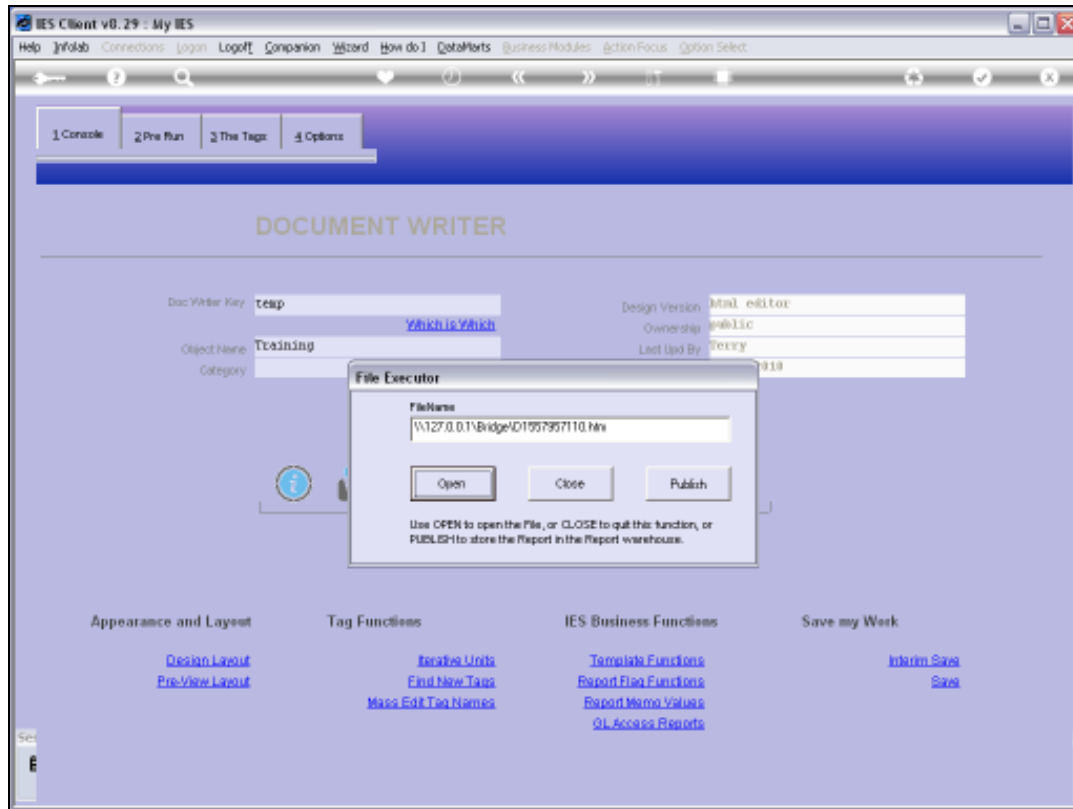 IES Client v8.29 : My IES
Help Infolab Connections Logon Logoff Companion Wizard How do I DataMarts Business Modules Action Focus Option Select
1 Console 2 Pre Run 3 The Tags 4 Options
DOCUMENT WRITER
Doc Writer Key temp
Design Version html editor
Which is Which
Ownership public
Object Name Training
Last Upd By Terry
Category
File Executor
FileName
\\127.0.0.1\Bridge\D1557957110.htm
Open Close Publish
Use OPEN to open the File, or CLOSE to quit this function, or
PUBLISH to store the Report in the Report warehouse.
Appearance and Layout Tag Functions IES Business Functions Save my Work
Design Layout Iterative Units Template Functions Interim Save
Pre-View Layout Find New Tags Report Flag Functions Save
Mass Edit Tag Names Report Memo Values
GL Access Reports